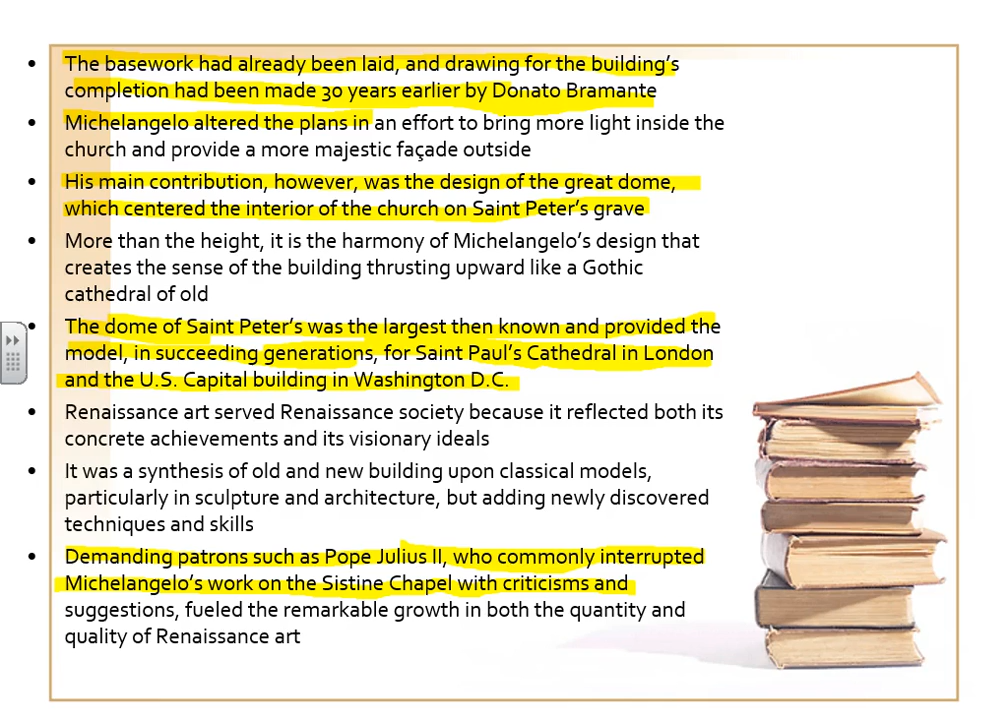 • The basework had already been laid, and drawing for the building's
completion had been made 30 years earlier by Donato Bramante
• Michelangelo altered the plans in an effort to bring more light inside the
church and provide a more majestic façade outside
• His main contribution, however, was the design of the great dome,
which centered the interior of the church on Saint Peter's grave
• More than the height, it is the harmony of Michelangelo's design that
creates the sense of the building thrusting upward like a Gothic
cathedral of old
• The dome of Saint Peter's was the largest then known and provided the
model, in succeeding generations, for Saint Paul's Cathedral in London
and the U.S. Capital building in Washington D.C.
• Renaissance art served Renaissance society because it reflected both its
concrete achievements and its visionary ideals
• It was a synthesis of old and new building upon classical models,
particularly in sculpture and architecture, but adding newly discovered
techniques and skills
• Demanding patrons such as Pope Julius II, who commonly interrupted
Michelangelo's work on the Sistine Chapel with criticisms and
suggestions, fueled the remarkable growth in both the quantity and
quality of Renaissance art